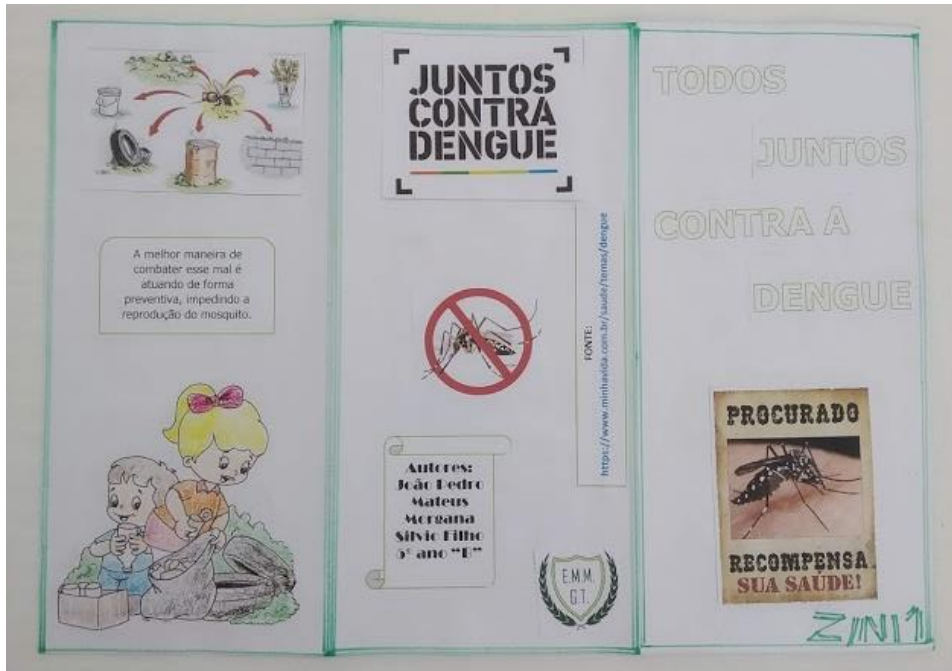 A melhor maneira de
combater esse mal é
atuando de forma
preventiva, impedindo a
reprodução do mosquito.
JUNTOS
CONTRA
DENGUE
FONTE:
https://www.minhavida.com.br/saude/temas/dengue
Autores:
João Pedro
Mateus
Morgana
Silvio Filho
5º ano "B"
E.M.M.
G.T.
TODOS
JUNTOS
CONTRA A
DENGUE
PROCURADO
RECOMPENSA
SUA SAÚDE!